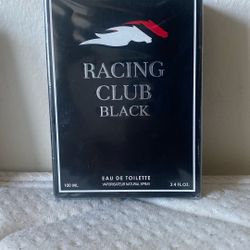 RACING
CLUB
BLACK
EAU DE TOILETTE
100 ML.
VAPORISATEUR NATURAL SPRAY
3.4 FL.OZ.